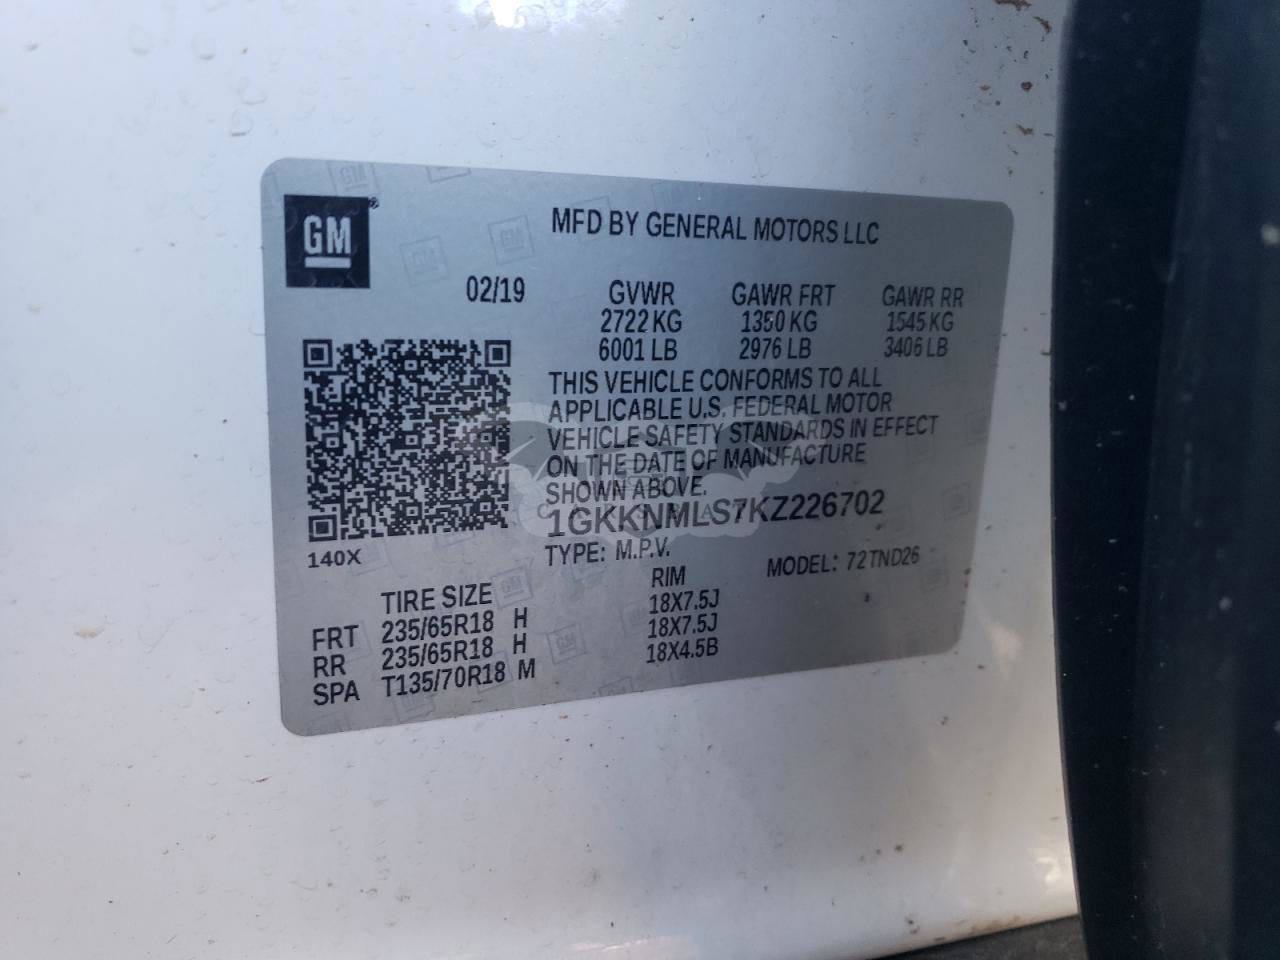 GM ®
MFD BY GENERAL MOTORS LLC
02/19
GVWR GAWR FRT GAWR RR
2722 KG 1350 KG 1545 KG
6001 LB 2976 LB 3406 LB
THIS VEHICLE CONFORMS TO ALL
APPLICABLE U.S. FEDERAL MOTOR
VEHICLE SAFETY STANDARDS IN EFFECT
ON THE DATE OF MANUFACTURE
SHOWN ABOVE.
1GKKNMLS7KZ226702
140X
TYPE: M.P.V. MODEL: 72TND26
TIRE SIZE RIM
FRT 235/65R18 H 18X7.5J
RR 235/65R18 H 18X7.5J
SPA T135/70R18 M 18X4.5B